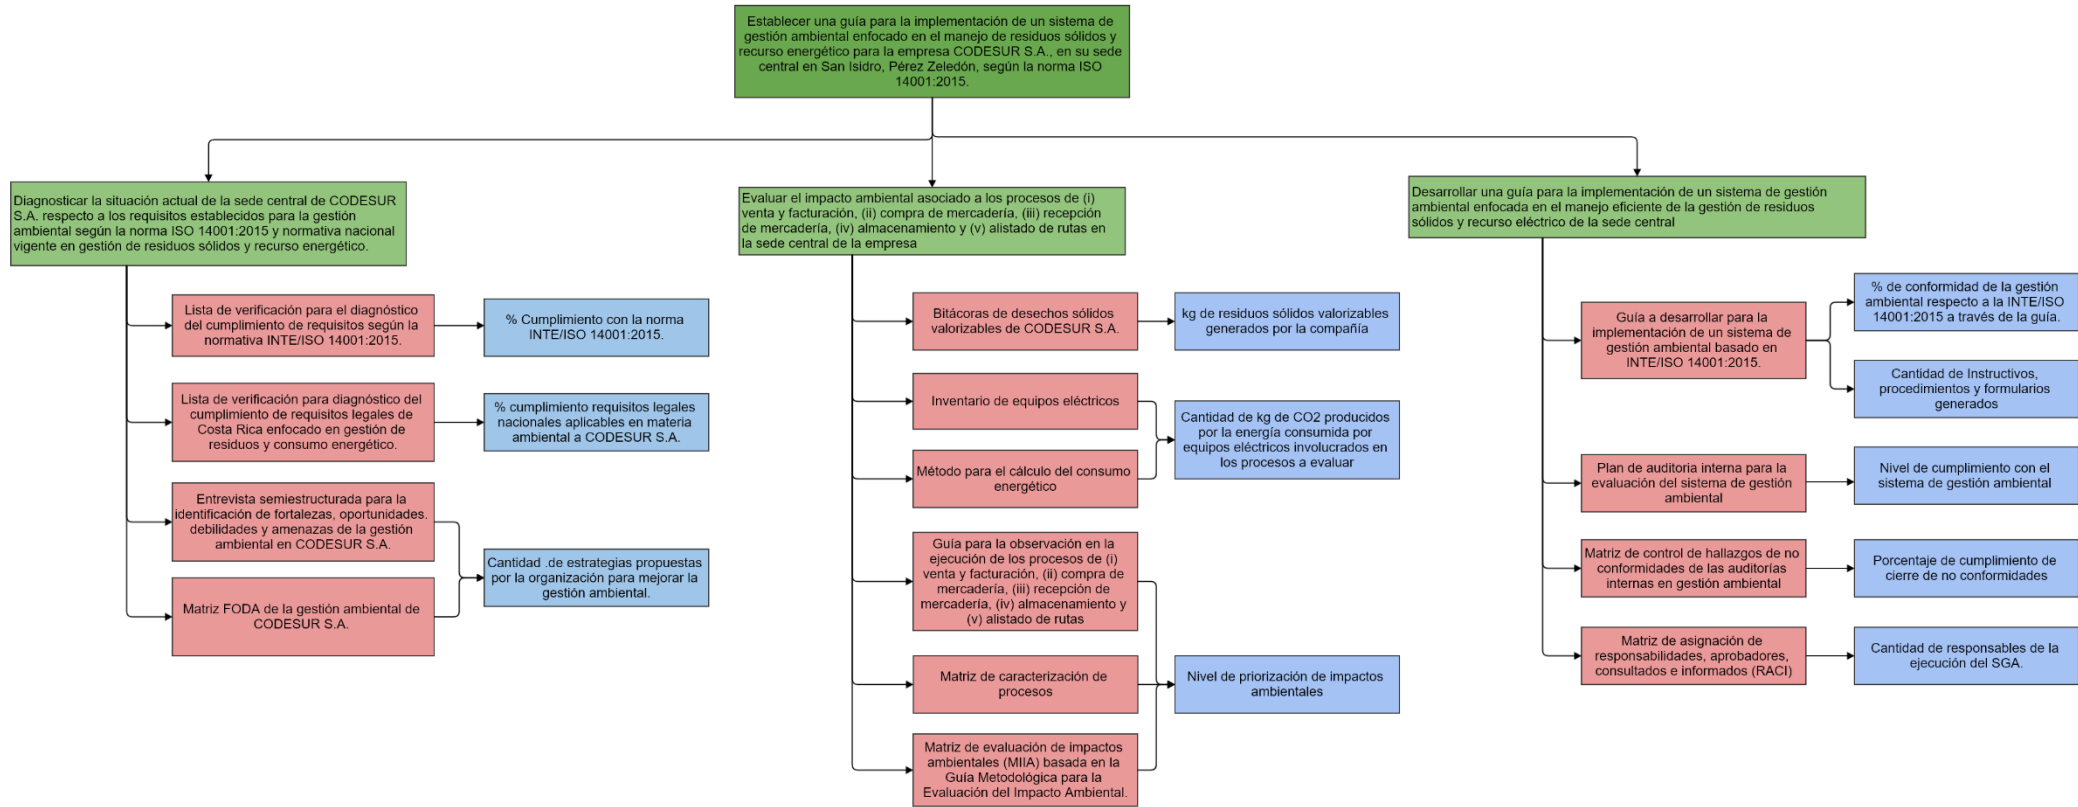 Establecer una guía para la implementación de un sistema de
gestión ambiental enfocado en el manejo de residuos sólidos y
recurso energético para la empresa CODESUR S.A., en su sede
central en San Isidro, Pérez Zeledón, según la norma ISO
14001:2015.
Diagnosticar la situación actual de la sede central de CODESUR
S.A. respecto a los requisitos establecidos para la gestión
ambiental según la norma ISO 14001:2015 y normativa nacional
vigente en gestión de residuos sólidos y recurso energético.
Lista de verificación para el diagnóstico
del cumplimiento de requisitos según la
normativa INTE/ISO 14001:2015.
% Cumplimiento con la norma
INTE/ISO 14001:2015.
Lista de verificación para diagnóstico del
cumplimiento de requisitos legales de
Costa Rica enfocado en gestión de
residuos y consumo energético.
% cumplimiento requisitos legales
nacionales aplicables en materia
ambiental a CODESUR S.A.
Entrevista semiestructurada para la
identificación de fortalezas, oportunidades.
debilidades y amenazas de la gestión
ambiental en CODESUR S.A.
Matriz FODA de la gestión ambiental de
CODESUR S.A.
Cantidad .de estrategias propuestas
por la organización para mejorar la
gestión ambiental.
Evaluar el impacto ambiental asociado a los procesos de (i)
venta y facturación, (ii) compra de mercadería, (iii) recepción
de mercadería, (iv) almacenamiento y (v) alistado de rutas en
la sede central de la empresa
Bitácoras de desechos sólidos
valorizables de CODESUR S.A.
kg de residuos sólidos valorizables
generados por la compañía
Inventario de equipos eléctricos
Método para el cálculo del consumo
energético
Cantidad de kg de CO2 producidos
por la energía consumida por
equipos eléctricos involucrados en
los procesos a evaluar
Guía para la observación en la
ejecución de los procesos de (i)
venta y facturación, (ii) compra de
mercadería, (iii) recepción de
mercadería, (iv) almacenamiento y
(v) alistado de rutas
Matriz de caracterización de
procesos
Matriz de evaluación de impactos
ambientales (MIIA) basada en la
Guía Metodológica para la
Evaluación del Impacto Ambiental.
Nivel de priorización de impactos
ambientales
Desarrollar una guía para la implementación de un sistema de gestión
ambiental enfocada en el manejo eficiente de la gestión de residuos
sólidos y recurso eléctrico de la sede central
Guía a desarrollar para la
implementación de un sistema de
gestión ambiental basado en
INTE/ISO 14001:2015.
% de conformidad de la gestión
ambiental respecto a la INTE/ISO
14001:2015 a través de la guía.
Cantidad de Instructivos,
procedimientos y formularios
generados
Plan de auditoria interna para la
evaluación del sistema de gestión
ambiental
Nivel de cumplimiento con el
sistema de gestión ambiental
Matriz de control de hallazgos de no
conformidades de las auditorías
internas en gestión ambiental
Porcentaje de cumplimiento de
cierre de no conformidades
Matriz de asignación de
responsabilidades, aprobadores,
consultados e informados (RACI)
Cantidad de responsables de la
ejecución del SGA.